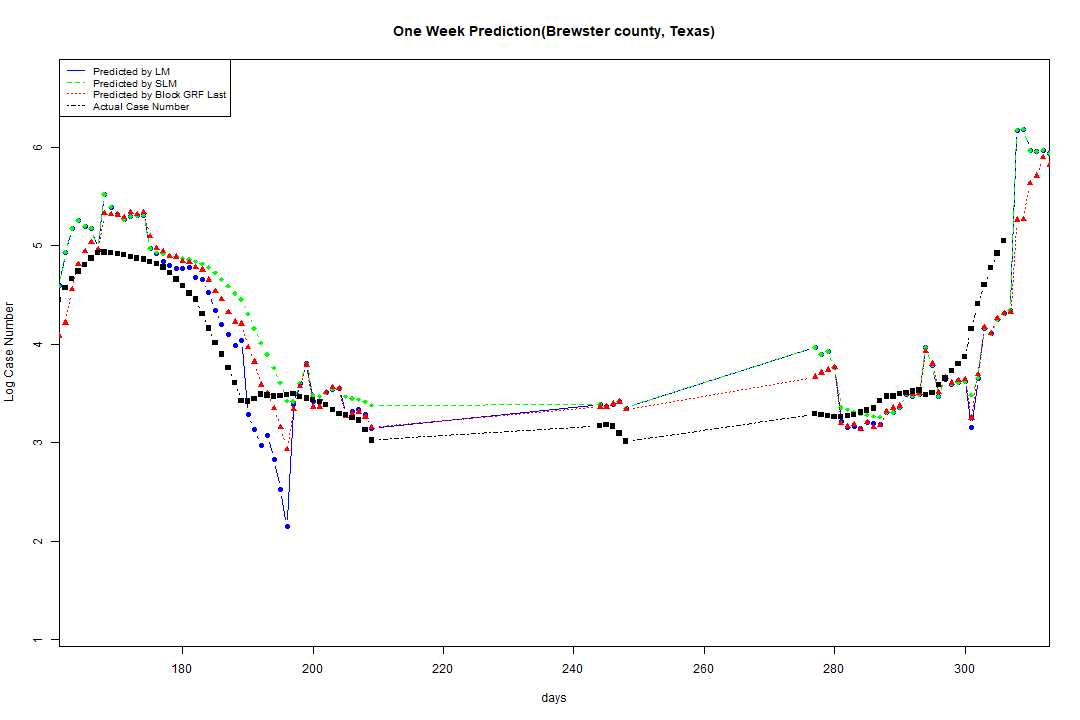 One Week Prediction(Brewster county, Texas)
Predicted by LM
Predicted by SLM
Predicted by Block GRF Last
Actual Case Number
Log Case Number
6
5
4
3
2
1
180 200 220 240 260 280 300
days